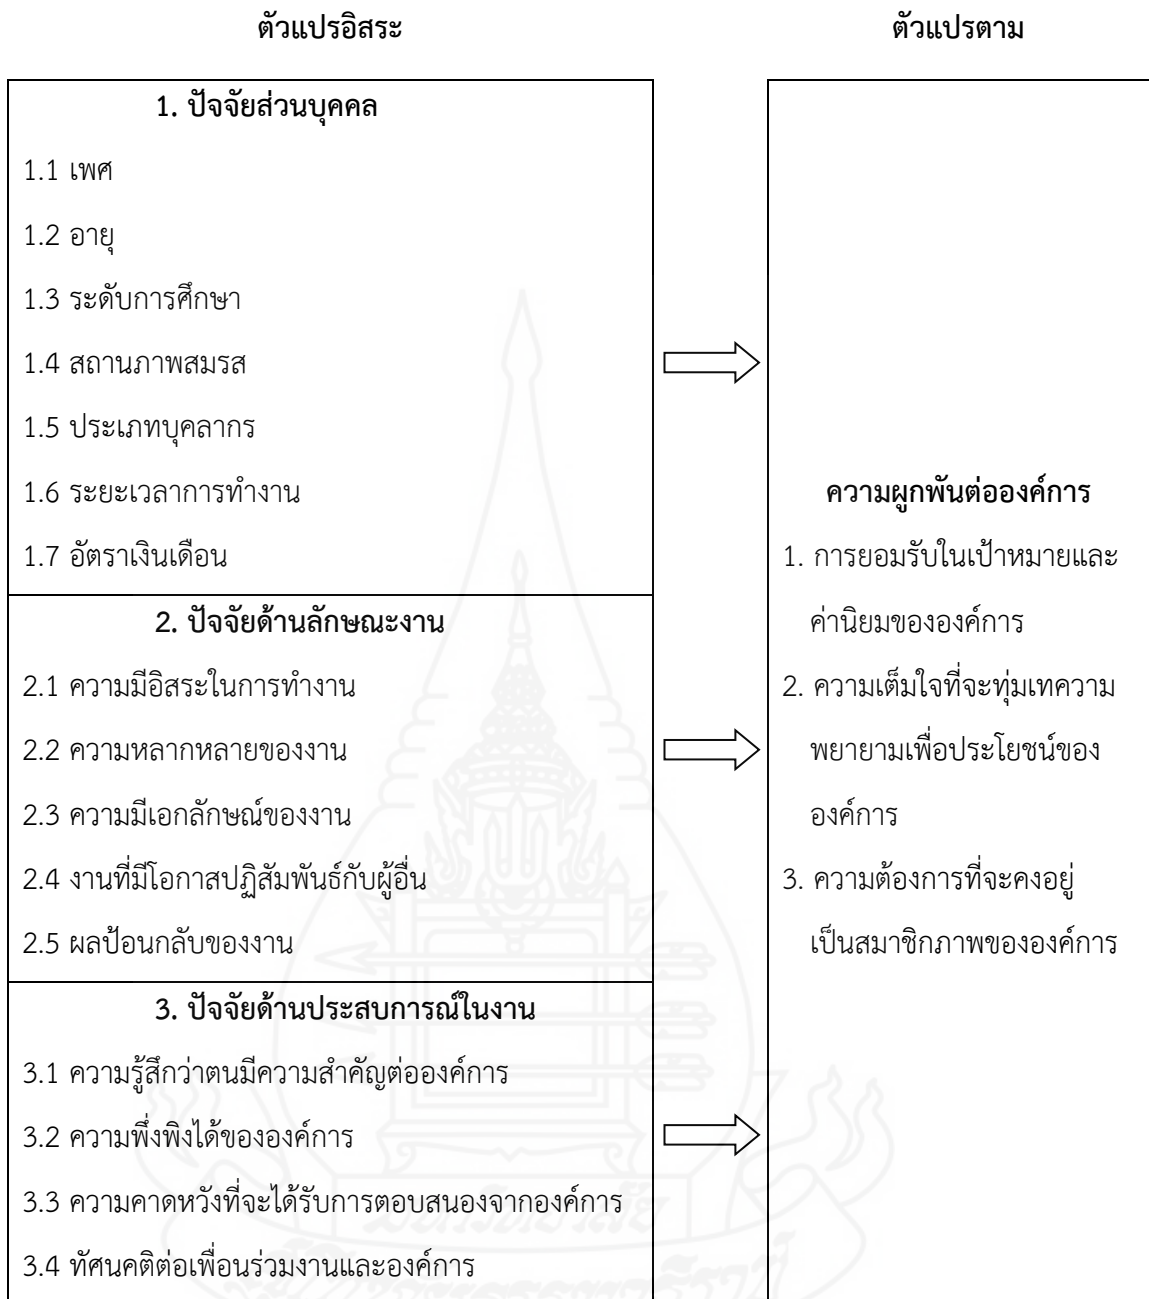 ตัวแปรอิสระ
ตัวแปรตาม
1. ปัจจัยส่วนบุคคล
1.1 เพศ
1.2 อายุ
1.3 ระดับการศึกษา
1.4 สถานภาพสมรส
1.5 ประเภทบุคลากร
1.6 ระยะเวลาการทำงาน
1.7 อัตราเงินเดือน
2. ปัจจัยด้านลักษณะงาน
2.1 ความมีอิสระในการทำงาน
2.2 ความหลากหลายของงาน
2.3 ความมีเอกลักษณ์ของงาน
2.4 งานที่มีโอกาสปฏิสัมพันธ์กับผู้อื่น
2.5 ผลป้อนกลับของงาน
3. ปัจจัยด้านประสบการณ์ในงาน
3.1 ความรู้สึกว่าตนมีความสำคัญต่อองค์การ
3.2 ความพึ่งพิงได้ขององค์การ
3.3 ความคาดหวังที่จะได้รับการตอบสนองจากองค์การ
3.4 ทัศนคติต่อเพื่อนร่วมงานและองค์การ
ความผูกพันต่อองค์การ
1. การยอมรับในเป้าหมายและ
ค่านิยมขององค์การ
2. ความเต็มใจที่จะทุ่มเทความ
พยายามเพื่อประโยชน์ของ
องค์การ
3. ความต้องการที่จะคงอยู่
เป็นสมาชิกภาพขององค์การ